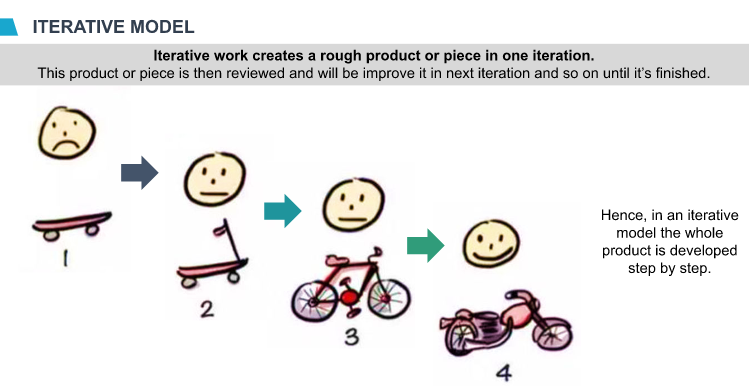 ITERATIVE MODEL
Iterative work creates a rough product or piece in one iteration.
This product or piece is then reviewed and will be improve it in next iteration and so on until it's finished.
1
2
3
4
Hence, in an iterative
model the whole
product is developed
step by step.